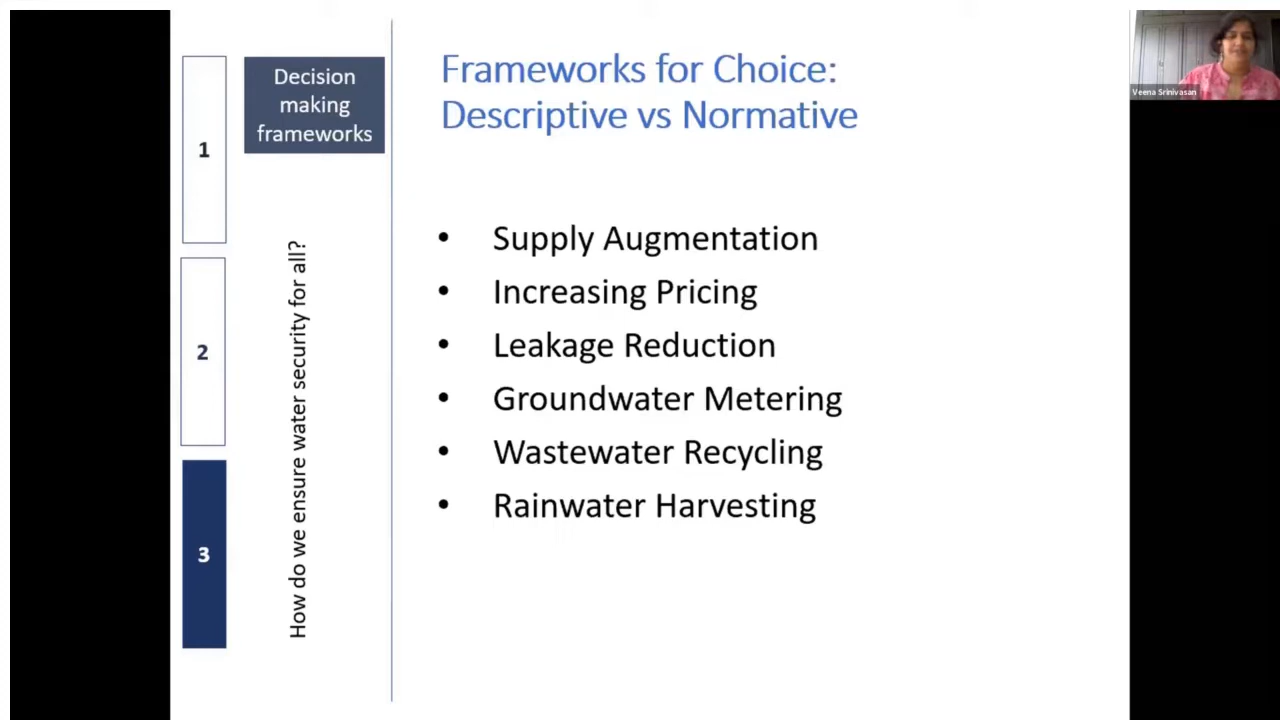 1
2
3
Decision
making
frameworks
How do we ensure water security for all?
Frameworks for Choice:
Descriptive vs Normative
• Supply Augmentation
• Increasing Pricing
• Leakage Reduction
• Groundwater Metering
• Wastewater Recycling
• Rainwater Harvesting
Veena Srinivasan